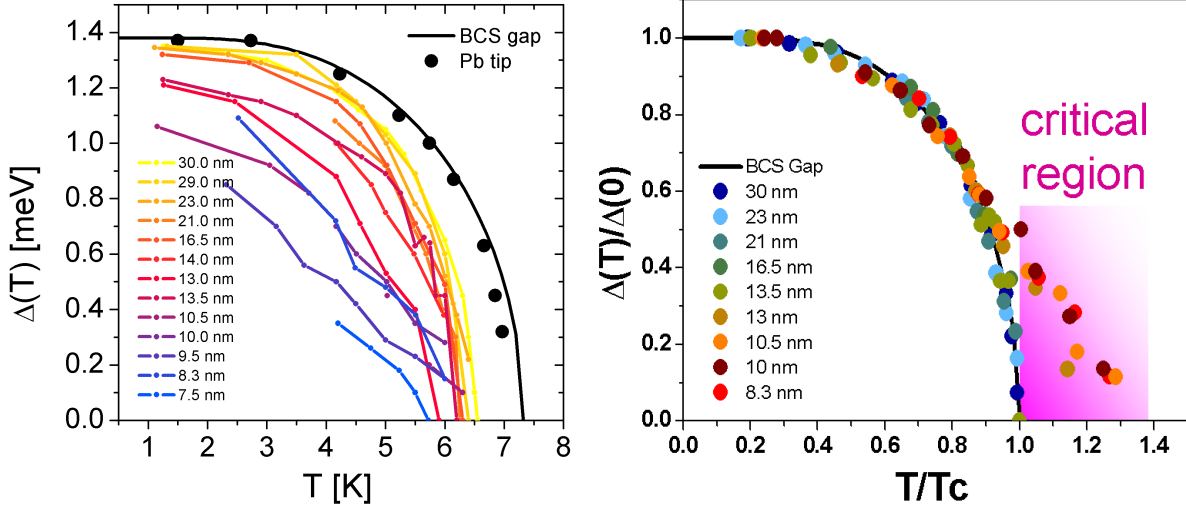 Δ(T) [meV]
1.4
1.2
1.0
0.8
0.6
0.4
0.2
0.0
BCS gap
Pb tip
30.0 nm
29.0 nm
23.0 nm
21.0 nm
16.5 nm
14.0 nm
13.0 nm
13.5 nm
10.5 nm
10.0 nm
9.5 nm
8.3 nm
7.5 nm
1 2 3 4 5 6 7 8
T [K]
Δ(T)/Δ(0)
1.0
0.8
0.6
0.4
0.2
0.0
critical
region
BCS Gap
30 nm
23 nm
21 nm
16.5 nm
13.5 nm
13 nm
10.5 nm
10 nm
8.3 nm
0.0 0.2 0.4 0.6 0.8 1.0 1.2 1.4
T/Tc